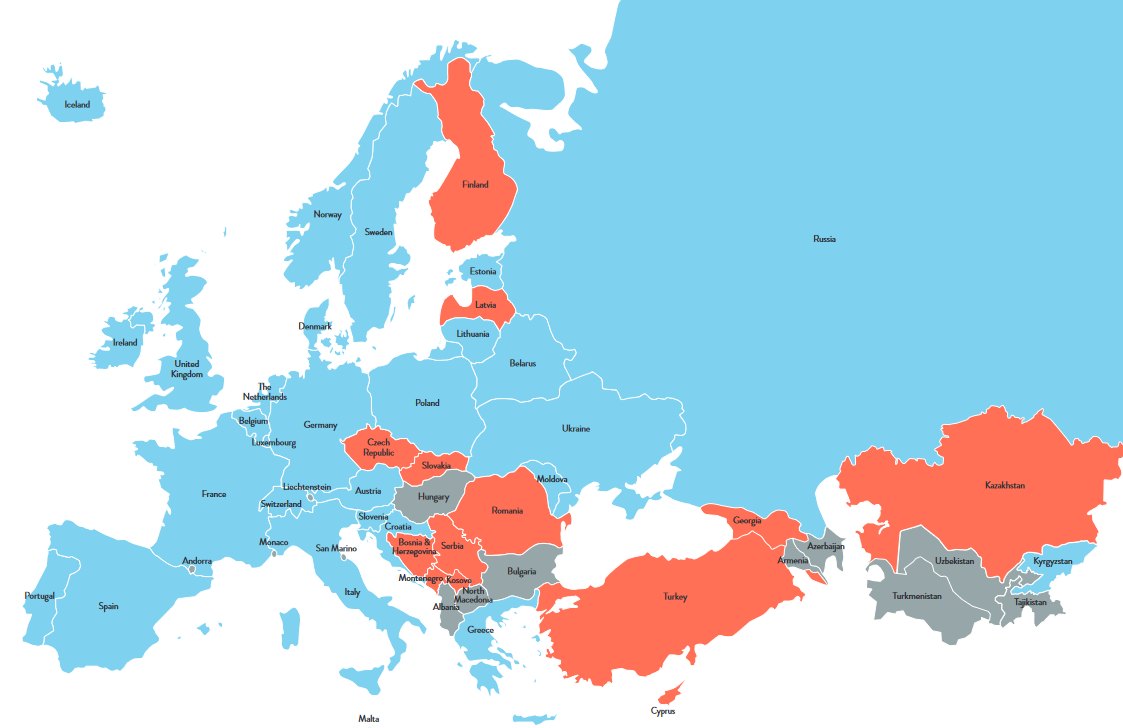 Iceland
Finland
Norway
Sweden
Russia
Estonia
Latvia
Denmark
Lithuania
Ireland
United
Kingdom
Belarus
The
Netherlands
Poland
Belgium
Germany
Ukraine
Luxembourg
Czech
Republic
Slovakia
Moldova
Kazakhstan
Liechtenstein
Austria
France
Hungary
Switzerland
Romania
Slovenia
Georgia
Croatia
Monaco
San Marino
Bosnia &
Herzegovina
Serbia
Azerbaijan
Armenia
Andorra
Uzbekistan
Kyrgyzstan
Bulgaria
Montenegro
Kosovo
Italy
North
Macedonia
Portugal
Spain
Albania
Turkey
Turkmenistan
Tajikistan
Greece
Cyprus
Malta